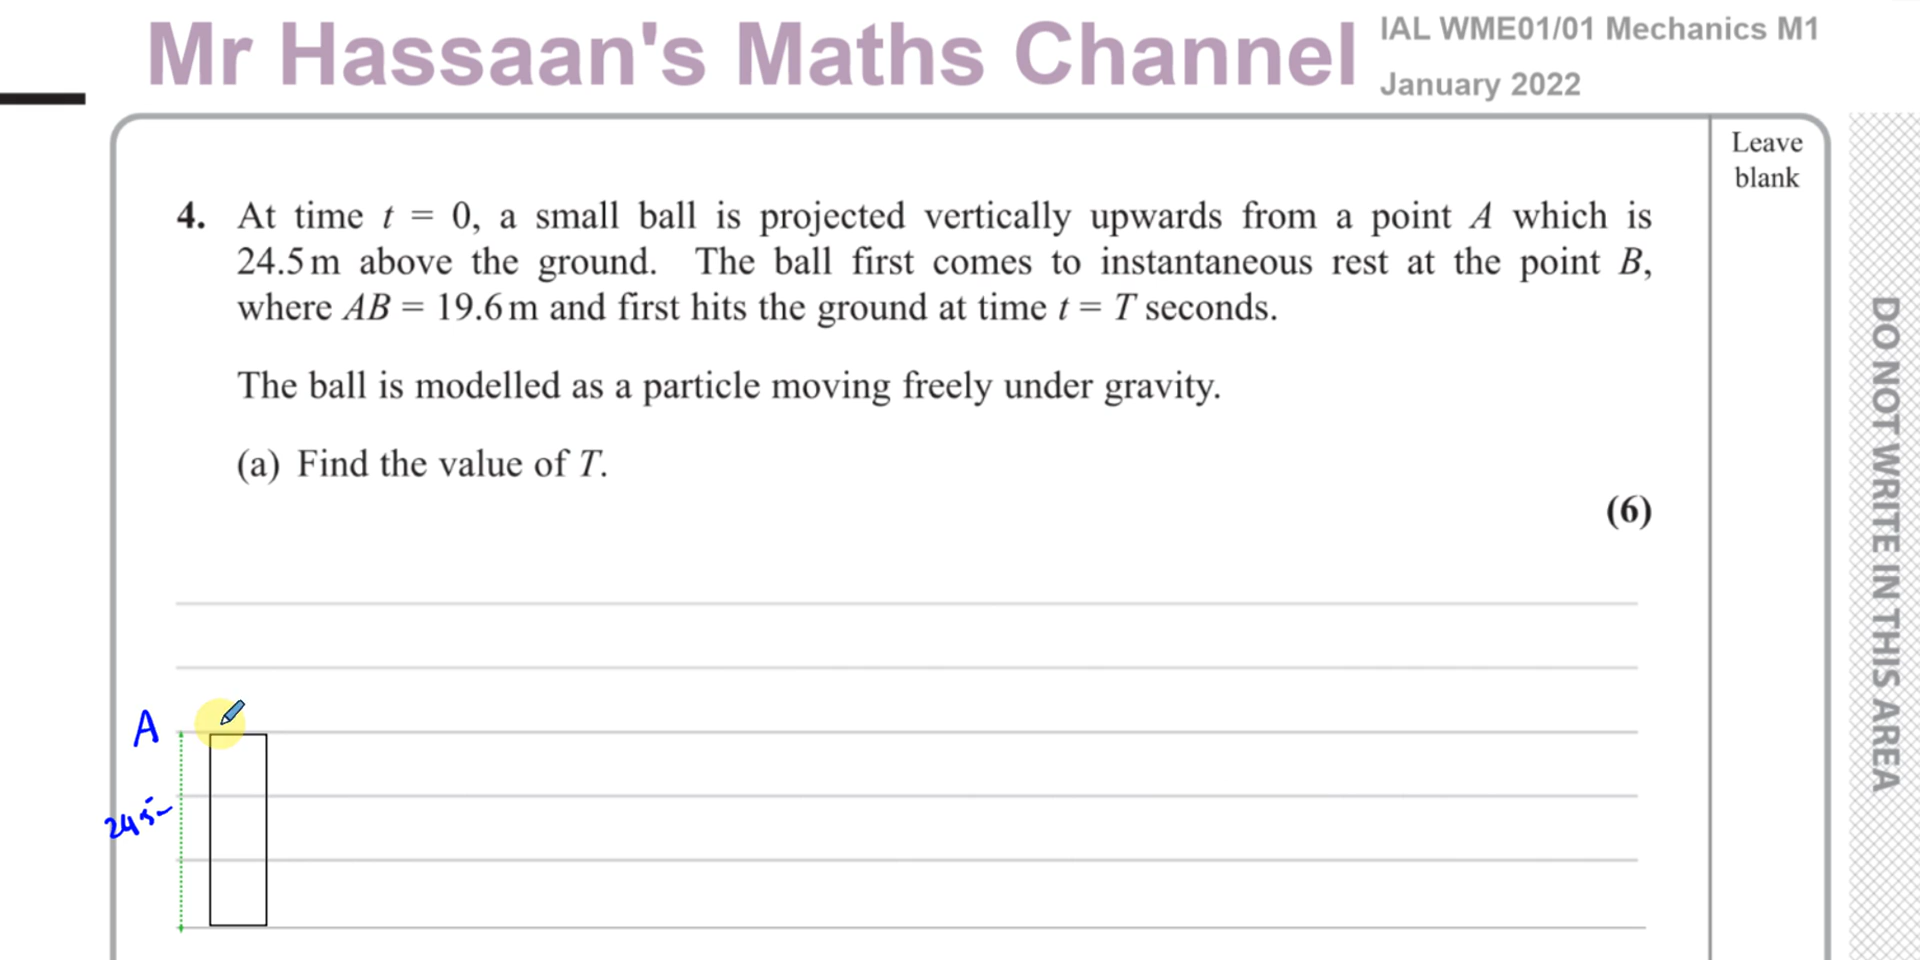 Mr Hassaan's Maths Channel
IAL WME01/01 Mechanics M1
January 2022
Leave
blank
4. At time t = 0, a small ball is projected vertically upwards from a point A which is
24.5 m above the ground. The ball first comes to instantaneous rest at the point B,
where AB = 19.6 m and first hits the ground at time t = T seconds.
The ball is modelled as a particle moving freely under gravity.
(a) Find the value of T.
(6)
A
24.5
DO NOT WRITE IN THIS AREA